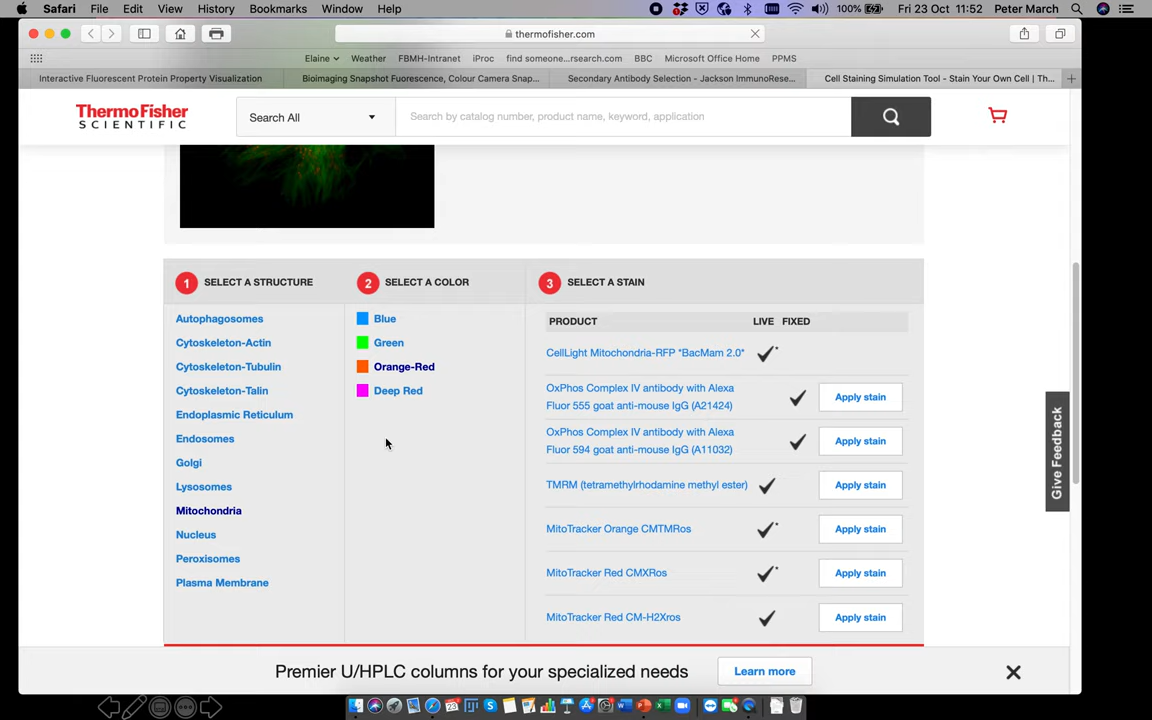 Safari File Edit View History Bookmarks Window Help 100% Fri 23 Oct 11:52 Peter March
thermofisher.com
Elaine Weather FBMH-Intranet iProc find someone...rsearch.com BBC Microsoft Office Home PPMS
Interactive Fluorescent Protein Property Visualization Bioimaging Snapshot Fuorescence, Colour Camera Snap... Secondary Antibody Selection - Jackson ImmunoRese... Cell Staining Simulation Tool - Stain Your Own Cell | Th...
ThermoFisher
SCIENTIFIC
Search All Search by catalog number, product name, keyword, application
1 SELECT A STRUCTURE 2 SELECT A COLOR 3 SELECT A STAIN
Autophagosomes
Cytoskeleton-Actin
Cytoskeleton-Tubulin
Cytoskeleton-Talin
Endoplasmic Reticulum
Endosomes
Golgi
Lysosomes
Mitochondria
Nucleus
Peroxisomes
Plasma Membrane
Blue
Green
Orange-Red
Deep Red
PRODUCT LIVE FIXED
CellLight Mitochondria-RFP *BacMam 2.0*
OxPhos Complex IV antibody with Alexa
Fluor 555 goat anti-mouse IgG (A21424) Apply stain
OxPhos Complex IV antibody with Alexa
Fluor 594 goat anti-mouse IgG (A11032) Apply stain
TMRM (tetramethylrhodamine methyl ester) Apply stain
MitoTracker Orange CMTMRos Apply stain
MitoTracker Red CMXRos Apply stain
MitoTracker Red CM-H2Xros Apply stain
Give Feedback
Premier U/HPLC columns for your specialized needs Learn more